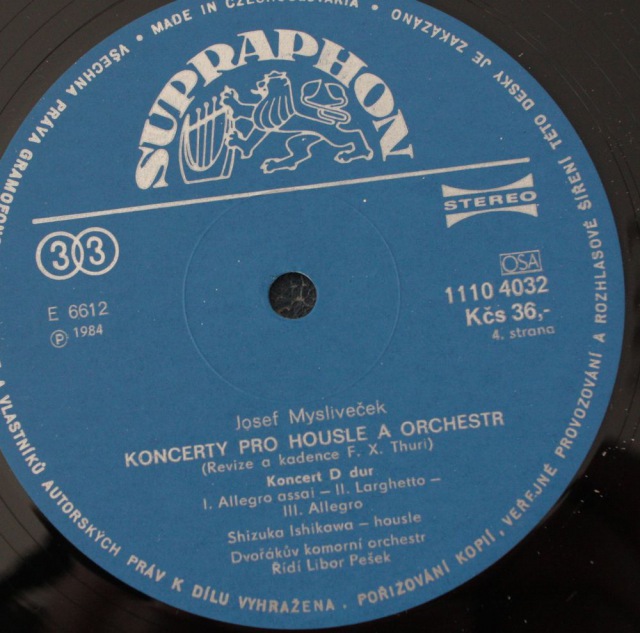 MADE IN CZECHOSLOVAKIA
SUPRAPHON
STEREO
33
OSA
E 6612
1110 4032
Ⓟ 1984
Kčs 36,-
4. strana
Josef Mysliveček
KONCERTY PRO HOUSLE A ORCHESTR
(Revize a kadence F. X. Thuri)
Koncert D dur
I. Allegro assai – II. Larghetto –
III. Allegro
Shizuka Ishikawa – housle
Dvořákův komorní orchestr
Řídí Libor Pešek
VŠECHNA PRÁVA
A VLASTNÍKŮ AUTORSKÝCH PRÁV K DÍLU VYHRAŽENA . POŘIZOVÁNÍ KOPIÍ, VEŘEJNÉ PROVOZOVÁNÍ A ROZHLASOVÉ ŠÍŘENÍ TÉTO DESKY JE ZAKÁZÁNO